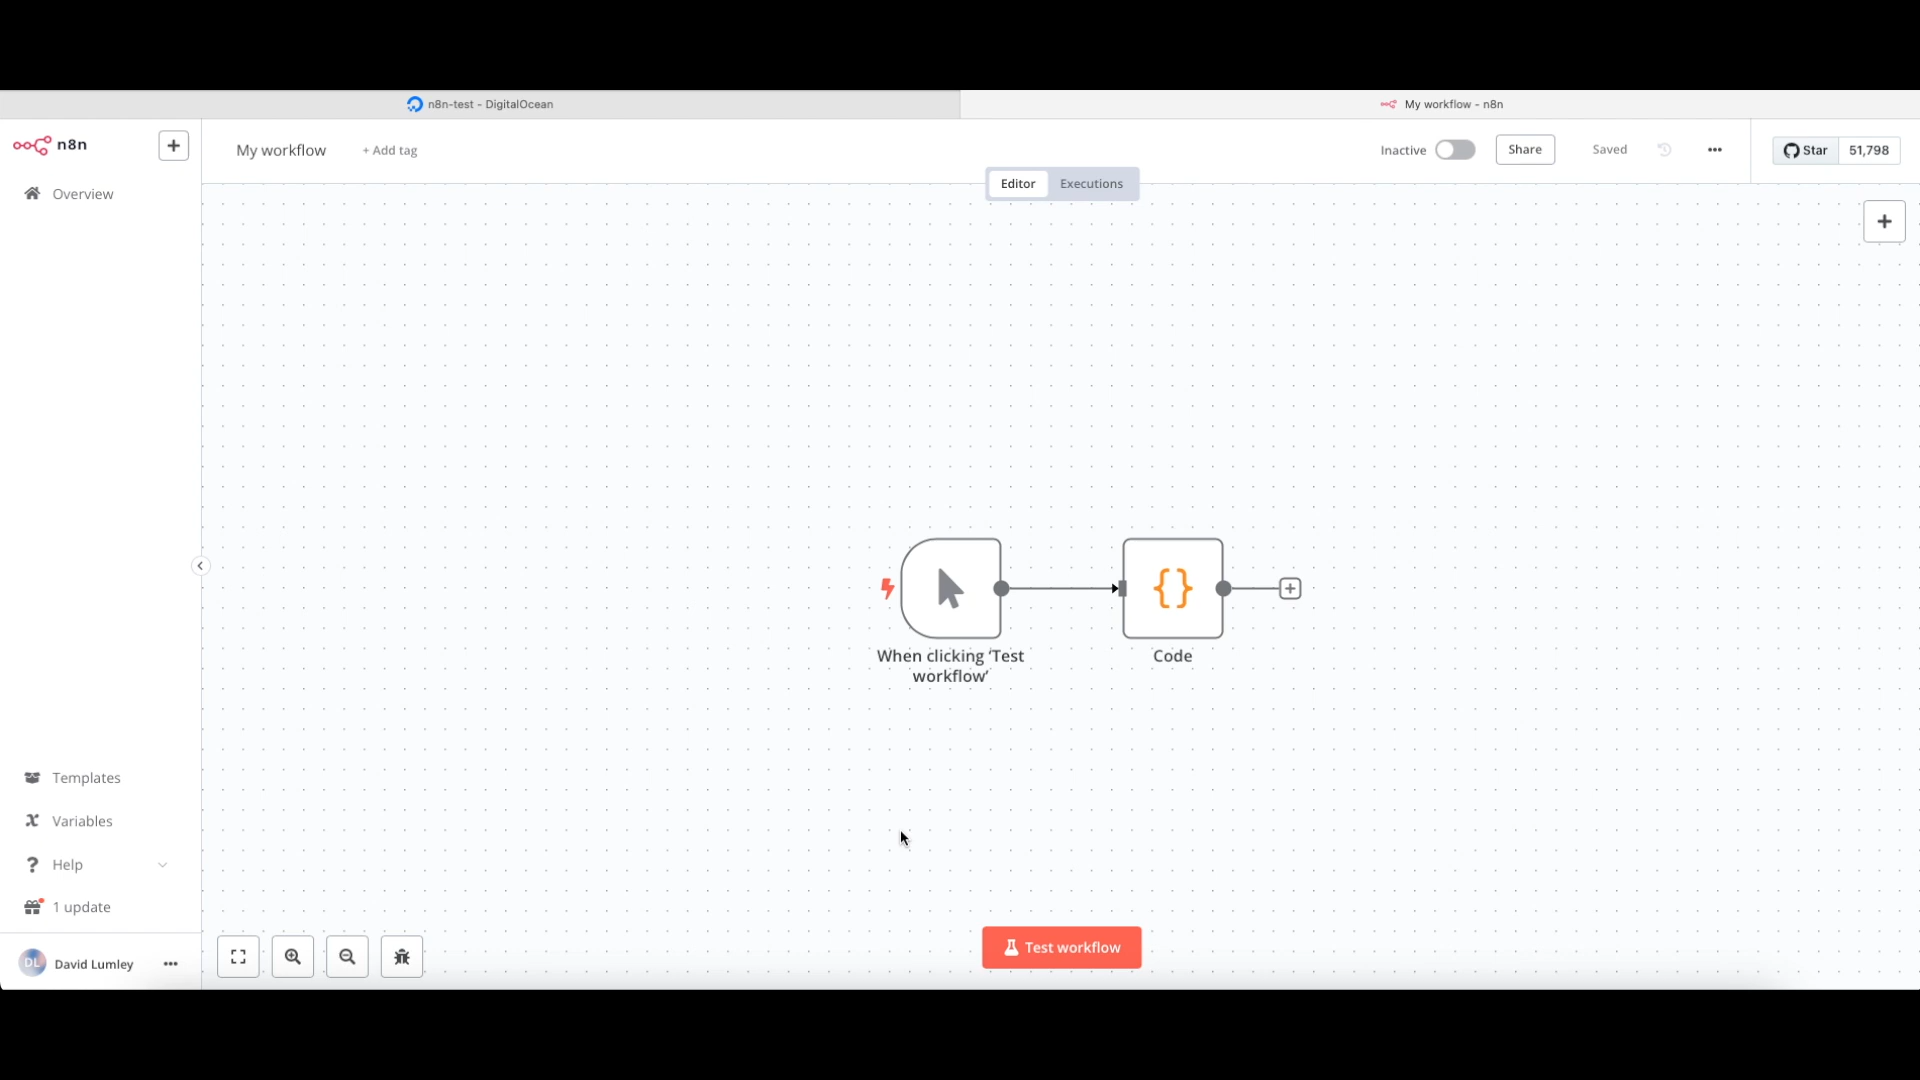 n8n-test - DigitalOcean
My workflow - n8n
n8n
My workflow
+ Add tag
Inactive
Share
Saved
Star
51,798
Editor
Executions
Overview
When clicking ‘Test
workflow’
Code
Templates
Variables
Help
1 update
DL
David Lumley
Test workflow